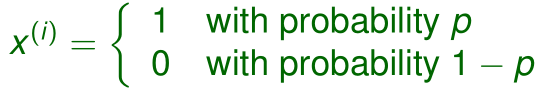 x^{(i)} = { 1 with probability p
0 with probability 1 − p